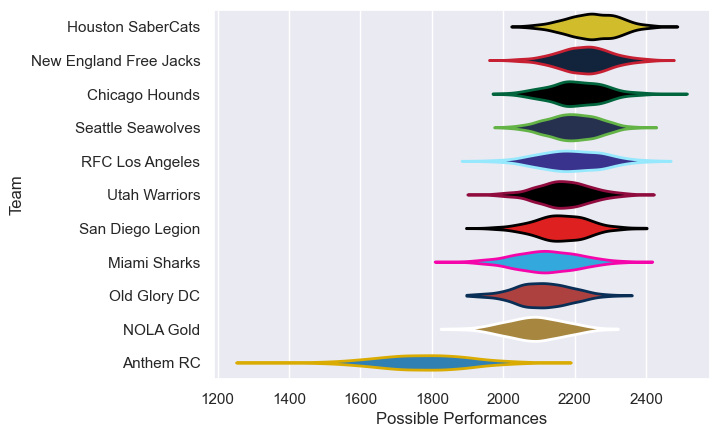 Team
Houston SaberCats
New England Free Jacks
Chicago Hounds
Seattle Seawolves
RFC Los Angeles
Utah Warriors
San Diego Legion
Miami Sharks
Old Glory DC
NOLA Gold
Anthem RC
1200 1400 1600 1800 2000 2200 2400
Possible Performances